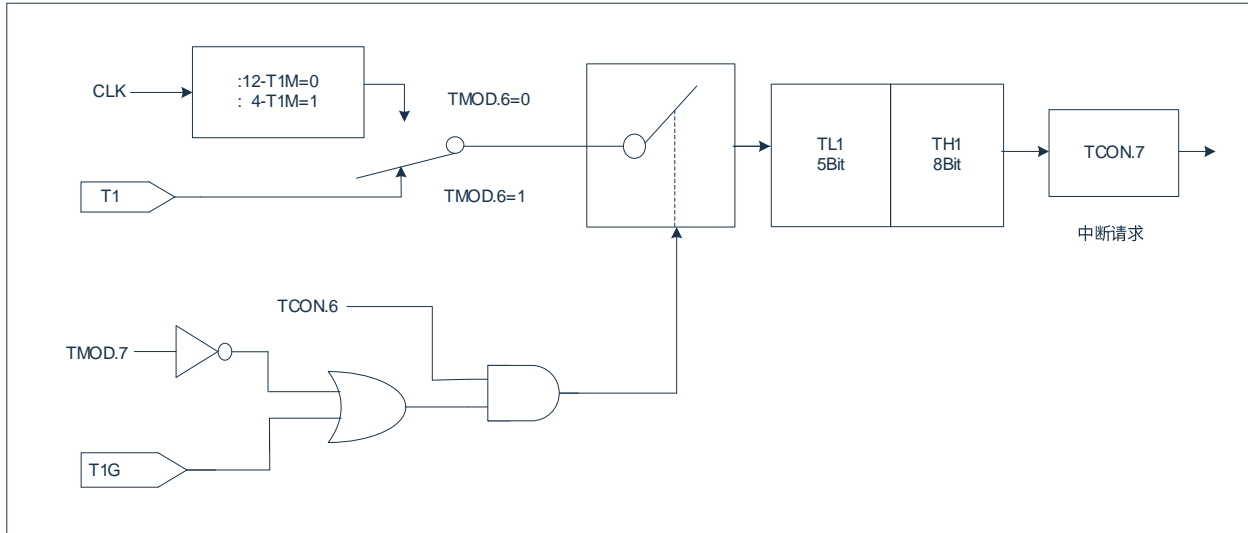 :12-T1M=0
: 4-T1M=1
CLK
TMOD.6=0
T1
TMOD.6=1
TL1
5Bit
TH1
8Bit
TCON.7
中断请求
TCON.6
TMOD.7
T1G